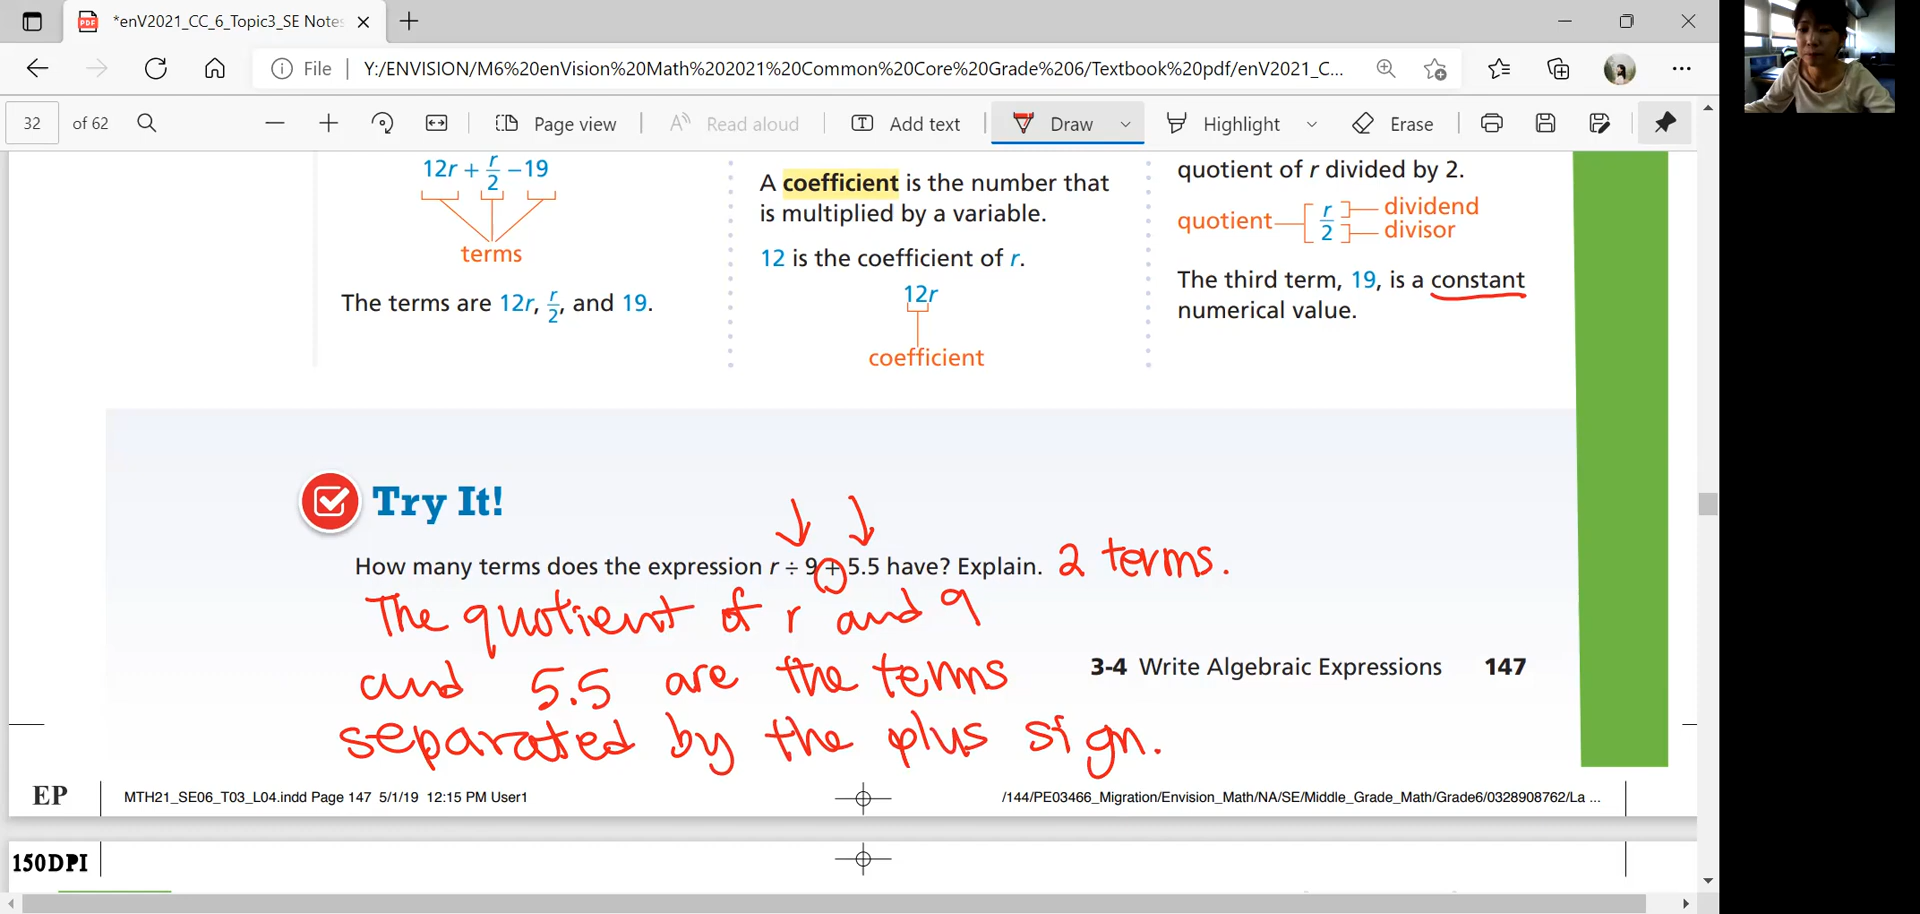 *enV2021_CC_6_Topic3_SE Notes
File | Y:/ENVISION/M6%20enVision%20Math%202021%20Common%20Core%20Grade%206/Textbook%20pdf/enV2021_C...
32 of 62 Page view Read aloud Add text Draw Highlight Erase
12r + r/2 −19
terms
The terms are 12r, r/2, and 19.
A coefficient is the number that
is multiplied by a variable.
12 is the coefficient of r.
12r
coefficient
quotient of r divided by 2.
quotient r/2 dividend
divisor
The third term, 19, is a constant
numerical value.
Try It!
How many terms does the expression r ÷ 9 + 5.5 have? Explain. 2 terms.
The quotient of r and 9
and 5.5 are the terms
separated by the plus sign.
3-4 Write Algebraic Expressions 147
EP MTH21_SE06_T03_L04.indd Page 147 5/1/19 12:15 PM User1 /144/PE03466_Migration/Envision_Math/NA/SE/Middle_Grade_Math/Grade6/0328908762/La ...
150DPI